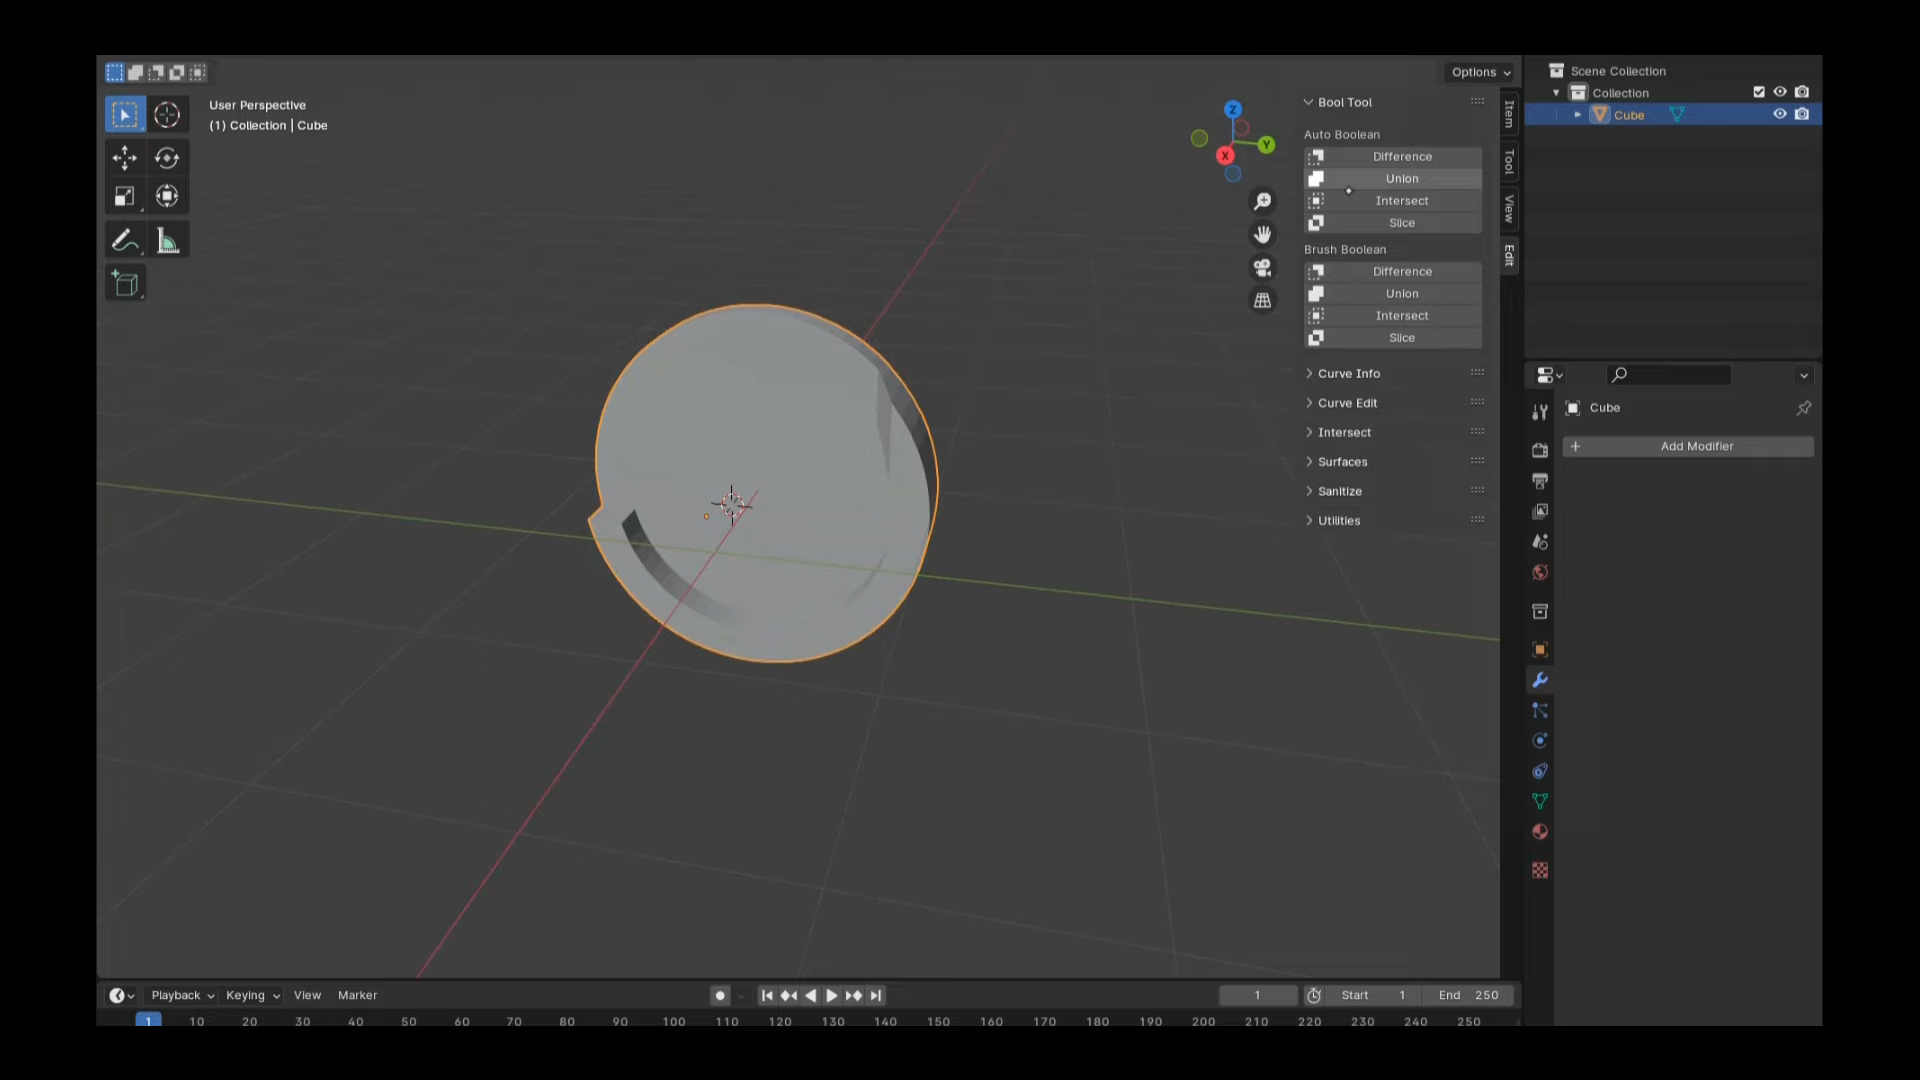 Options
User Perspective
(1) Collection | Cube
Z
Y
X
Bool Tool
Auto Boolean
Difference
Union
Intersect
Slice
Brush Boolean
Difference
Union
Intersect
Slice
Curve Info
Curve Edit
Intersect
Surfaces
Sanitize
Utilities
Item
Tool
View
Edit
Scene Collection
Collection
Cube
Cube
Add Modifier
Playback
Keying
View
Marker
1
Start 1
End 250
1 10 20 30 40 50 60 70 80 90 100 110 120 130 140 150 160 170 180 190 200 210 220 230 240 250